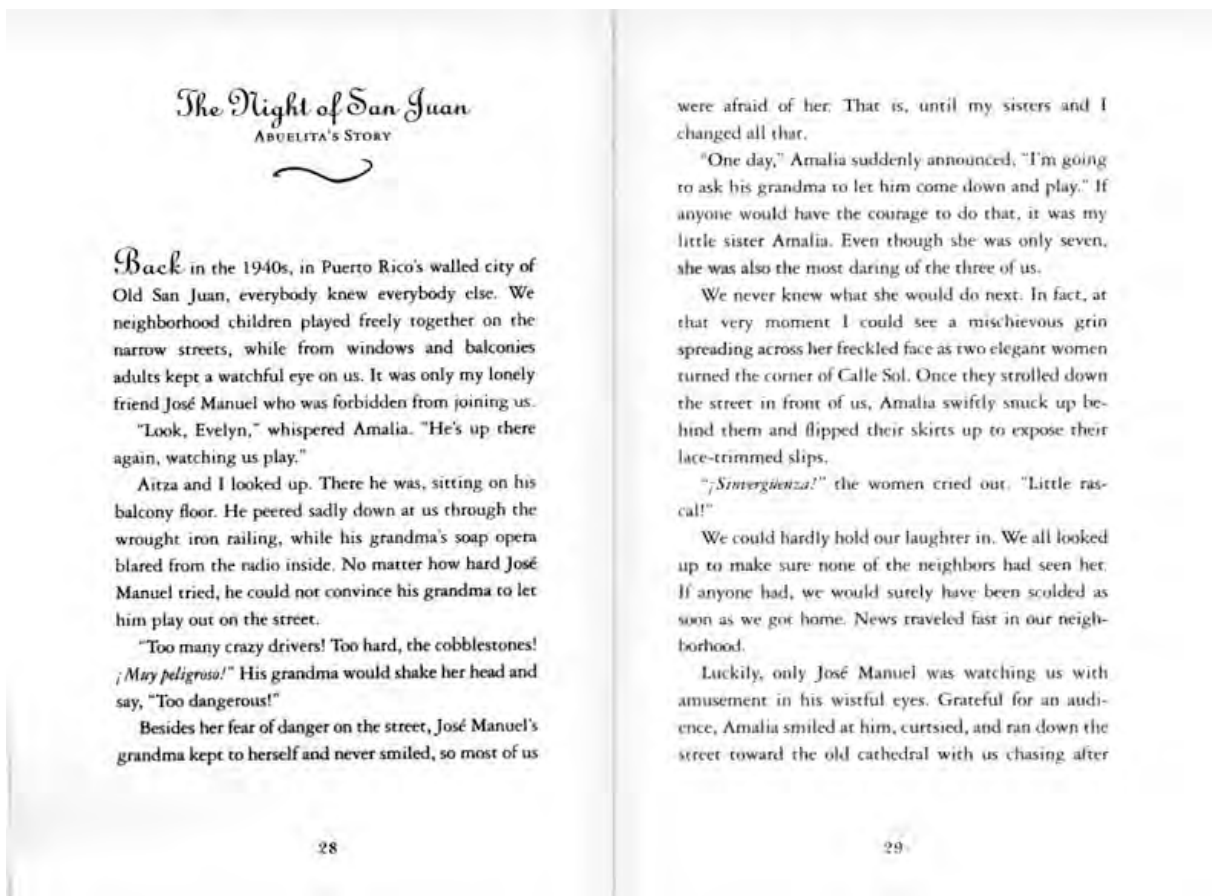 The Night of San Juan
ABUELITA'S STORY
Back in the 1940s, in Puerto Rico's walled city of
Old San Juan, everybody knew everybody else. We
neighborhood children played freely together on the
narrow streets, while from windows and balconies
adults kept a watchful eye on us. It was only my lonely
friend José Manuel who was forbidden from joining us.
"Look, Evelyn," whispered Amalia. "He's up there
again, watching us play."
Aitza and I looked up. There he was, sitting on his
balcony floor. He peered sadly down at us through the
wrought iron railing, while his grandma's soap opera
blared from the radio inside. No matter how hard José
Manuel tried, he could not convince his grandma to let
him play out on the street.
"Too many crazy drivers! Too hard, the cobblestones!
¡Muy peligroso!" His grandma would shake her head and
say, "Too dangerous!"
Besides her fear of danger on the street, José Manuel's
grandma kept to herself and never smiled, so most of us
28
were afraid of her. That is, until my sisters and I
changed all that.
"One day," Amalia suddenly announced, "I'm going
to ask his grandma to let him come down and play." If
anyone would have the courage to do that, it was my
little sister Amalia. Even though she was only seven,
she was also the most daring of the three of us.
We never knew what she would do next. In fact, at
that very moment I could see a mischievous grin
spreading across her freckled face as two elegant women
turned the corner of Calle Sol. Once they strolled down
the street in front of us, Amalia swiftly snuck up be-
hind them and flipped their skirts up to expose their
lace-trimmed slips.
"¡Sinvergüenza!" the women cried out. "Little ras-
cal!"
We could hardly hold our laughter in. We all looked
up to make sure none of the neighbors had seen her.
If anyone had, we would surely have been scolded as
soon as we got home. News traveled fast in our neigh-
borhood.
Luckily, only José Manuel was watching us with
amusement in his wistful eyes. Grateful for an audi-
ence, Amalia smiled at him, curtsied, and ran down the
street toward the old cathedral with us chasing after
29